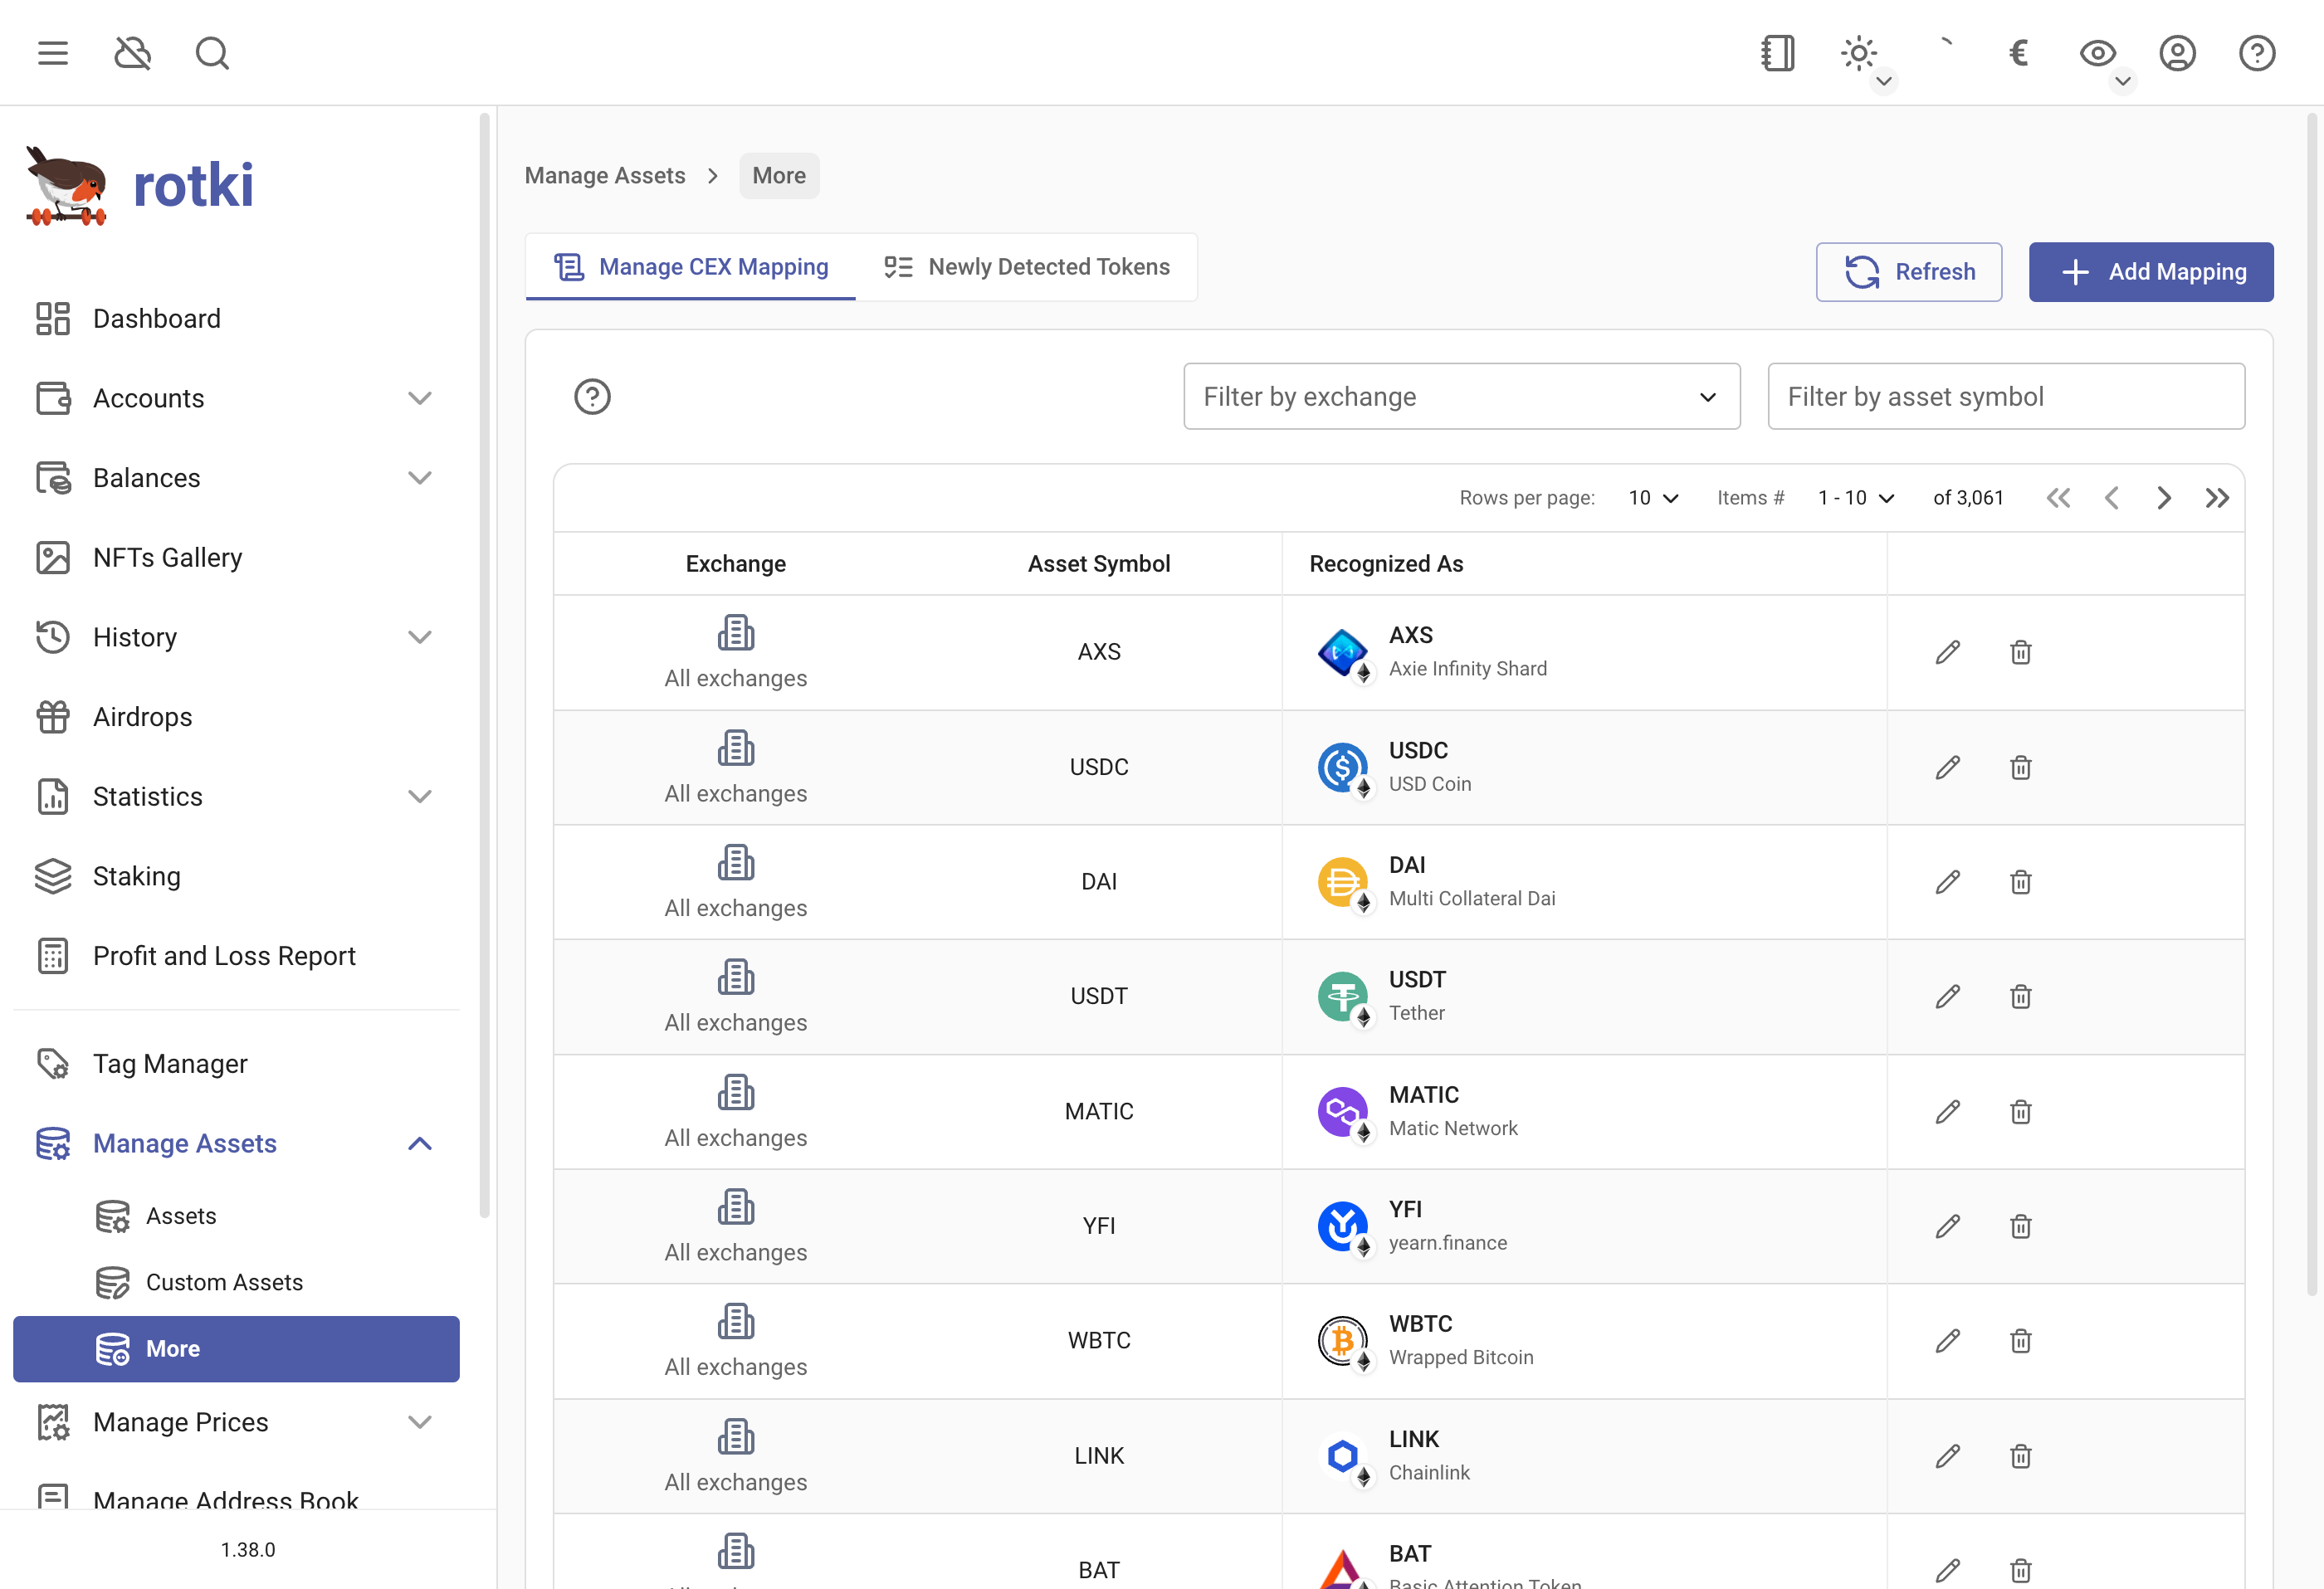 rotki
Dashboard
Accounts
Balances
NFTs Gallery
History
Airdrops
Statistics
Staking
Profit and Loss Report
Tag Manager
Manage Assets
Assets
Custom Assets
More
Manage Prices
Manage Address Book
1.38.0
€
Manage Assets
More
Manage CEX Mapping
Newly Detected Tokens
Refresh
Add Mapping
Filter by exchange
Filter by asset symbol
Rows per page: 10 Items # 1 - 10 of 3,061
Exchange Asset Symbol Recognized As
All exchanges
AXS
AXS
Axie Infinity Shard
All exchanges
USDC
USDC
USD Coin
All exchanges
DAI
DAI
Multi Collateral Dai
All exchanges
USDT
USDT
Tether
All exchanges
MATIC
MATIC
Matic Network
All exchanges
YFI
YFI
yearn.finance
All exchanges
WBTC
WBTC
Wrapped Bitcoin
All exchanges
LINK
LINK
Chainlink
BAT
BAT
Basic Attention Token